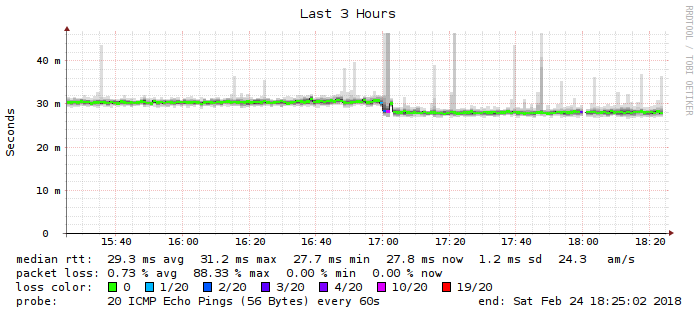 Last 3 Hours
RRDTOOL / TOBI OETIKER
Seconds
40 m
30 m
20 m
10 m
0
15:40 16:00 16:20 16:40 17:00 17:20 17:40 18:00 18:20
median rtt: 29.3 ms avg 31.2 ms max 27.7 ms min 27.8 ms now 1.2 ms sd 24.3 am/s
packet loss: 0.73 % avg 88.33 % max 0.00 % min 0.00 % now
loss color: 0 1/20 2/20 3/20 4/20 10/20 19/20
probe: 20 ICMP Echo Pings (56 Bytes) every 60s end: Sat Feb 24 18:25:02 2018